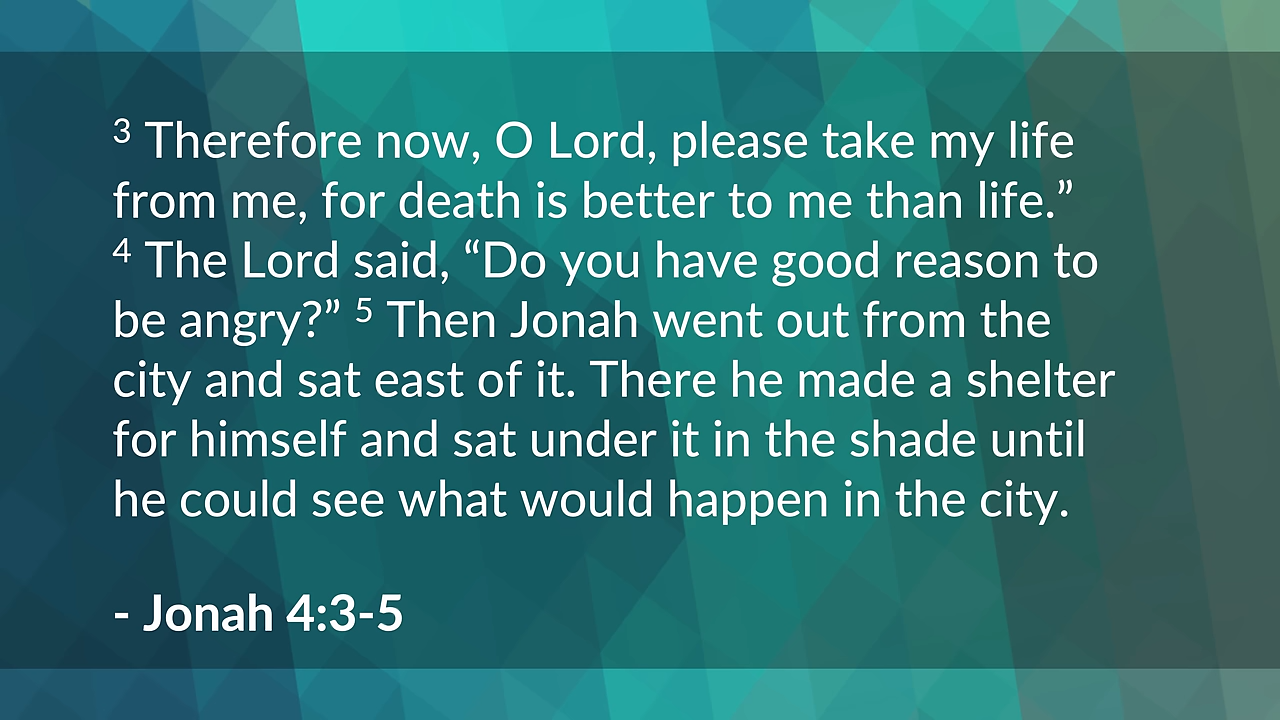 ³ Therefore now, O Lord, please take my life
from me, for death is better to me than life.”
⁴ The Lord said, “Do you have good reason to
be angry?” ⁵ Then Jonah went out from the
city and sat east of it. There he made a shelter
for himself and sat under it in the shade until
he could see what would happen in the city.
- Jonah 4:3-5